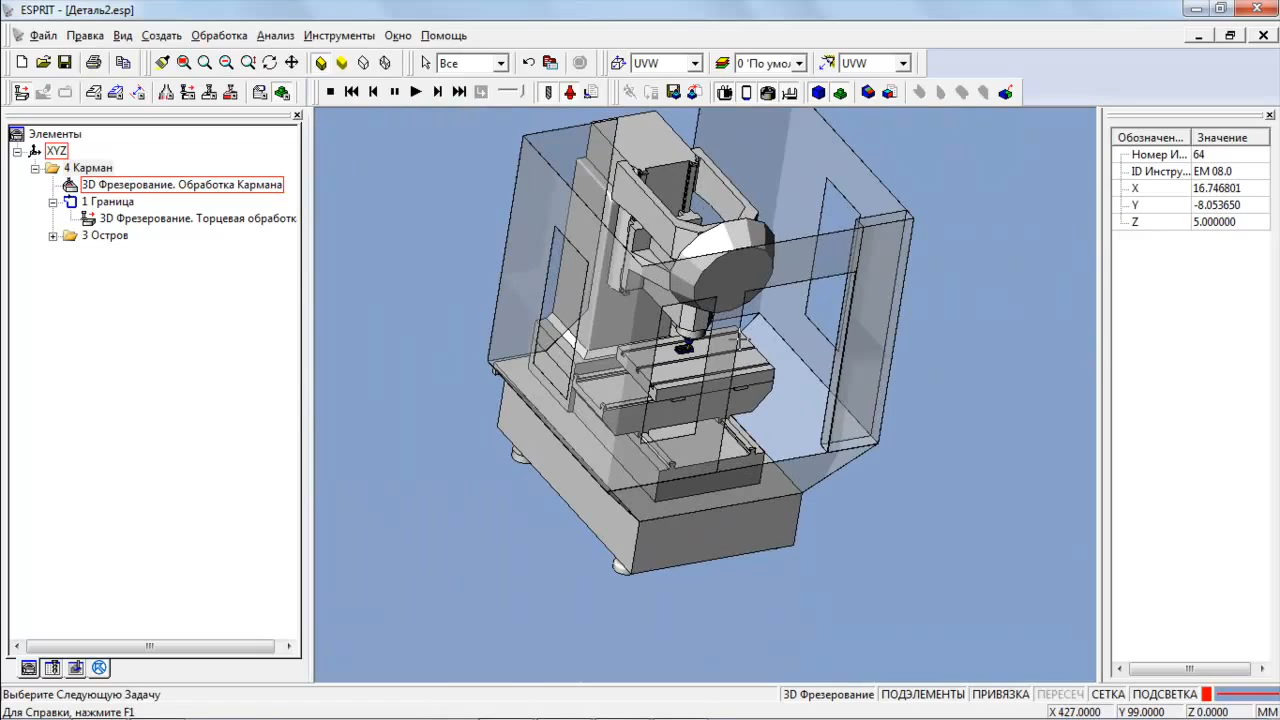 ESPRIT - [Деталь2.esp]
Файл Правка Вид Создать Обработка Анализ Инструменты Окно Помощь
Все UVW 0 'По умол UVW
Элементы
XYZ
4 Карман
3D Фрезерование. Обработка Кармана
1 Граница
3D Фрезерование. Торцевая обработк
3 Остров
Обозначен... Значение
Номер И... 64
ID Инстру... EM 08.0
X 16.746801
Y -8.053650
Z 5.000000
Выберите Следующую Задачу
3D Фрезерование ПОДЭЛЕМЕНТЫ ПРИВЯЗКА ПЕРЕСЕЧ СЕТКА ПОДСВЕТКА
Для Справки, нажмите F1
X 427.0000 Y 99.0000 Z 0.0000 ММ